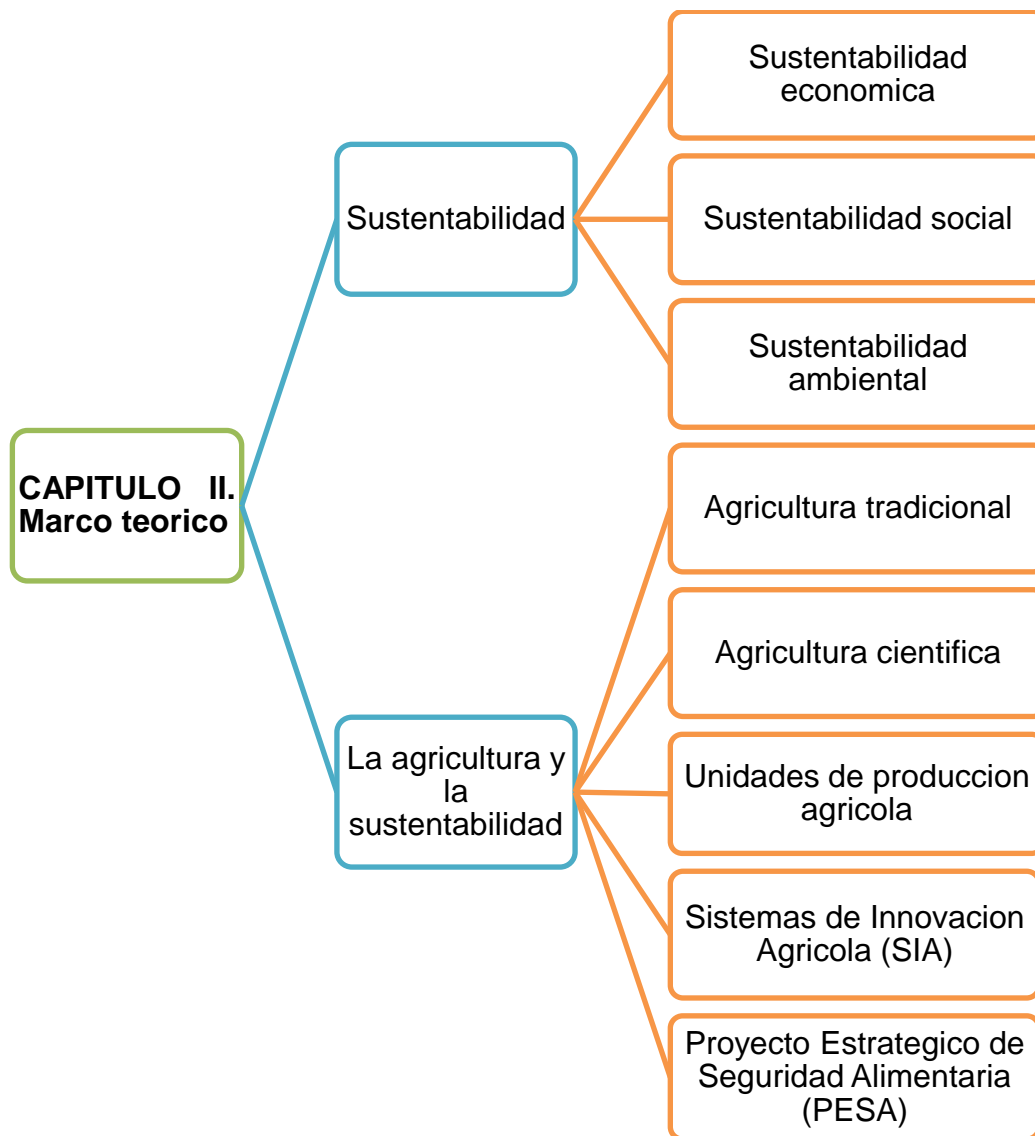 CAPITULO II.
Marco teorico
Sustentabilidad
Sustentabilidad
economica
Sustentabilidad social
Sustentabilidad
ambiental
La agricultura y
la
sustentabilidad
Agricultura tradicional
Agricultura cientifica
Unidades de produccion
agricola
Sistemas de Innovacion
Agricola (SIA)
Proyecto Estrategico de
Seguridad Alimentaria
(PESA)